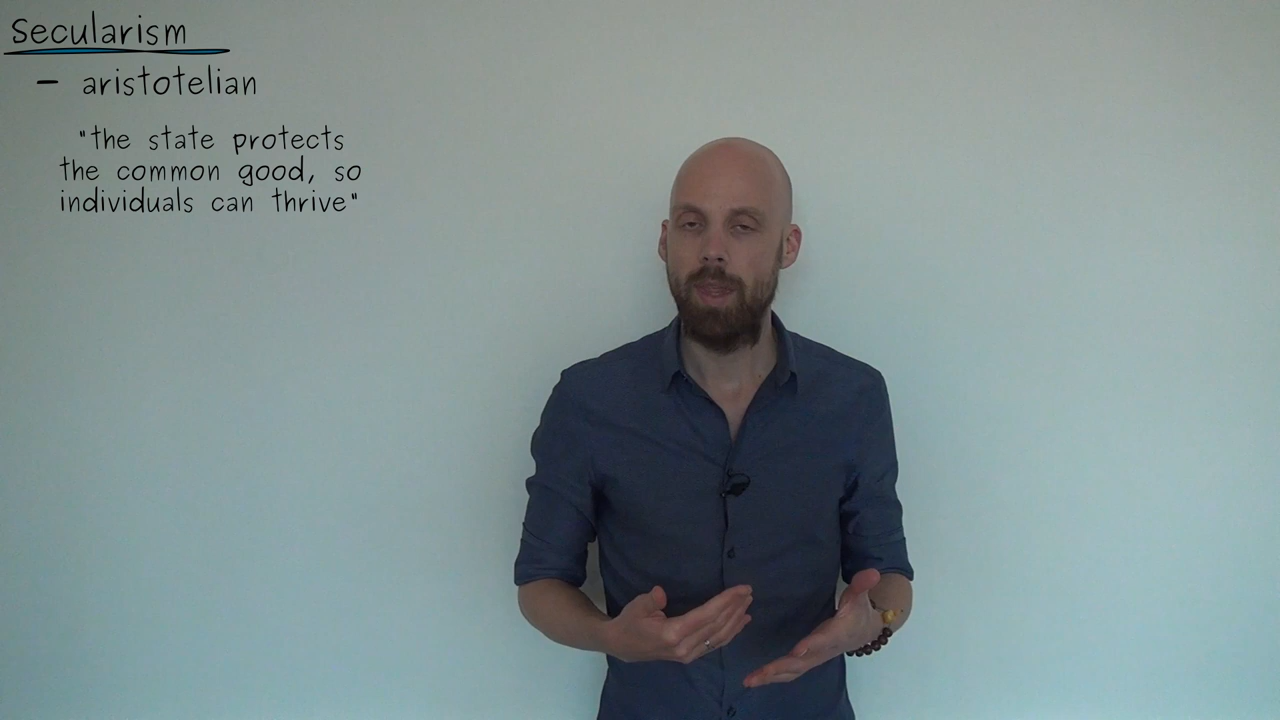 Secularism
- aristotelian
"the state protects
the common good, so
individuals can thrive"